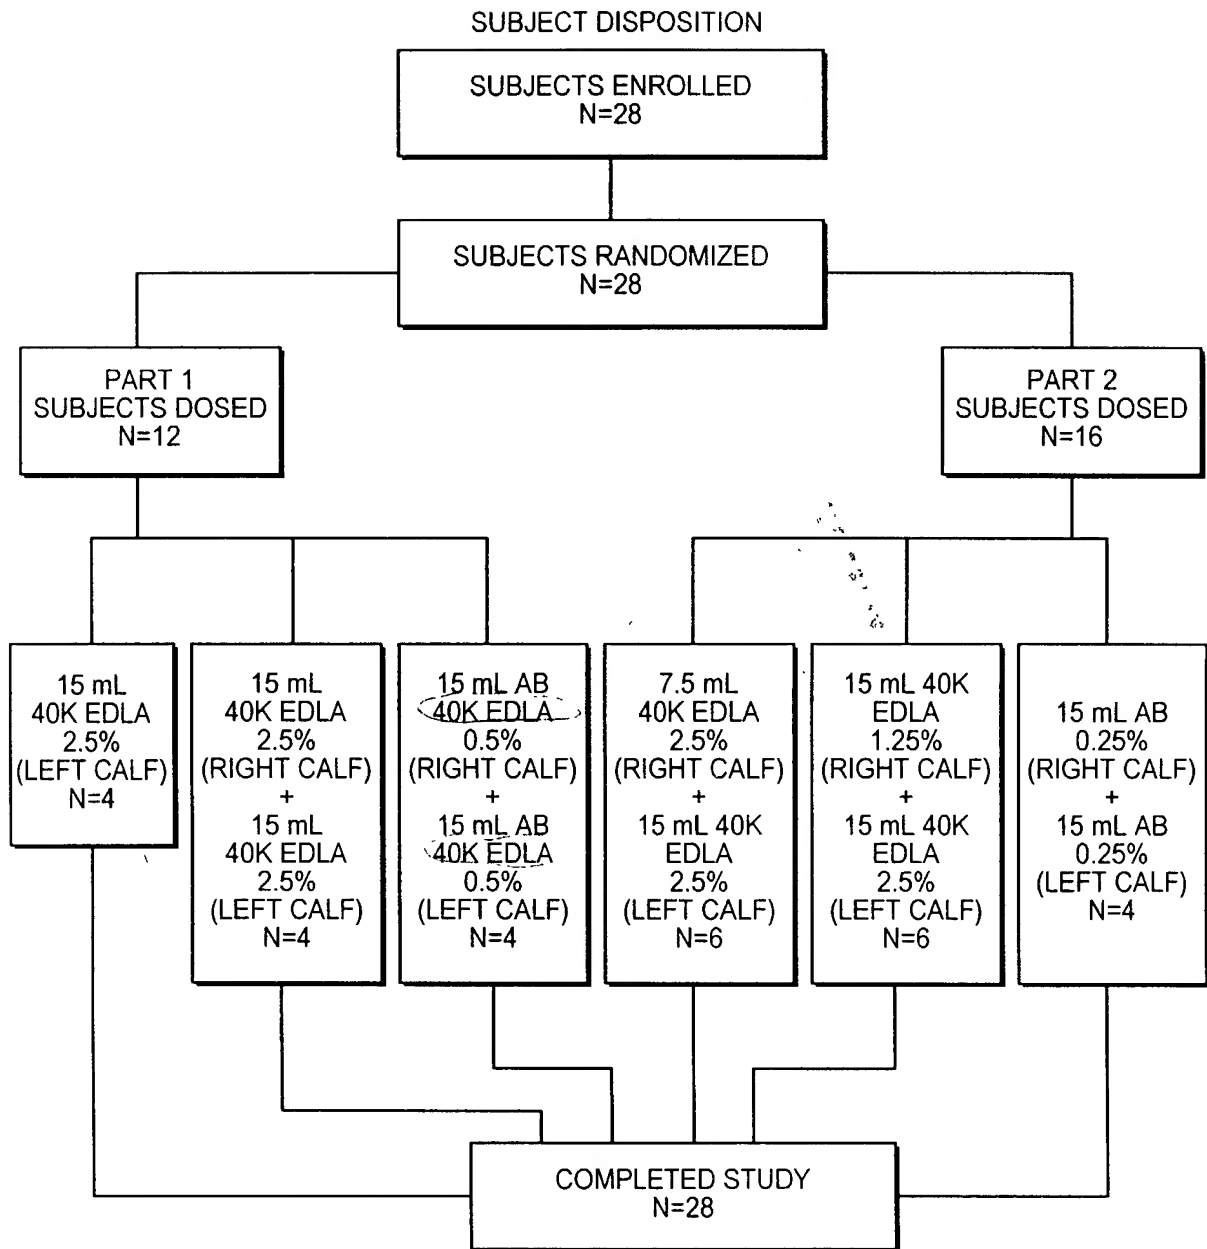 SUBJECT DISPOSITION
SUBJECTS ENROLLED
N=28
SUBJECTS RANDOMIZED
N=28
PART 1
SUBJECTS DOSED
N=12
PART 2
SUBJECTS DOSED
N=16
15 mL
40K EDLA
2.5%
(LEFT CALF)
N=4
15 mL
40K EDLA
2.5%
(RIGHT CALF)
+
15 mL
40K EDLA
2.5%
(LEFT CALF)
N=4
15 mL AB
40K EDLA
0.5%
(RIGHT CALF)
+
15 mL AB
40K EDLA
0.5%
(LEFT CALF)
N=4
7.5 mL
40K EDLA
2.5%
(RIGHT CALF)
+
15 mL 40K
EDLA
2.5%
(LEFT CALF)
N=6
15 mL 40K
EDLA
1.25%
(RIGHT CALF)
+
15 mL 40K
EDLA
2.5%
(LEFT CALF)
N=6
15 mL AB
0.25%
(RIGHT CALF)
+
15 mL AB
0.25%
(LEFT CALF)
N=4
COMPLETED STUDY
N=28